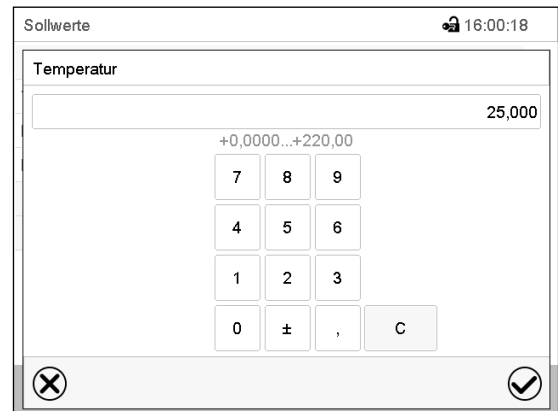 Sollwerte 16:00:18
Temperatur
25,000
+0,0000...+220,00
7 8 9
4 5 6
1 2 3
0 ± , C